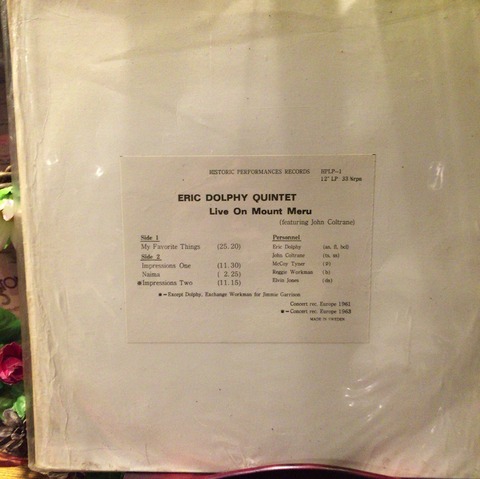 HISTORIC PERFORMANCES RECORDS HPLP-1
12" LP 33 ⅓rpm
ERIC DOLPHY QUINTET
Live On Mount Meru
(featuring John Coltrane)
Side 1 Personnel
My Favorite Things (25.20) Eric Dolphy (as, fl, bcl)
Side 2 John Coltrane (ts, ss)
Impressions One (11.30) McCoy Tyner (p)
Naima ( 2.25) Reggie Workman (b)
✱Impressions Two (11.15) Elvin Jones (ds)
✱-Except Dolphy, Exchange Workman for Jimmie Garrison
Concert rec. Europe 1961
✱-Concert rec. Europe 1963
MADE IN SWEDEN